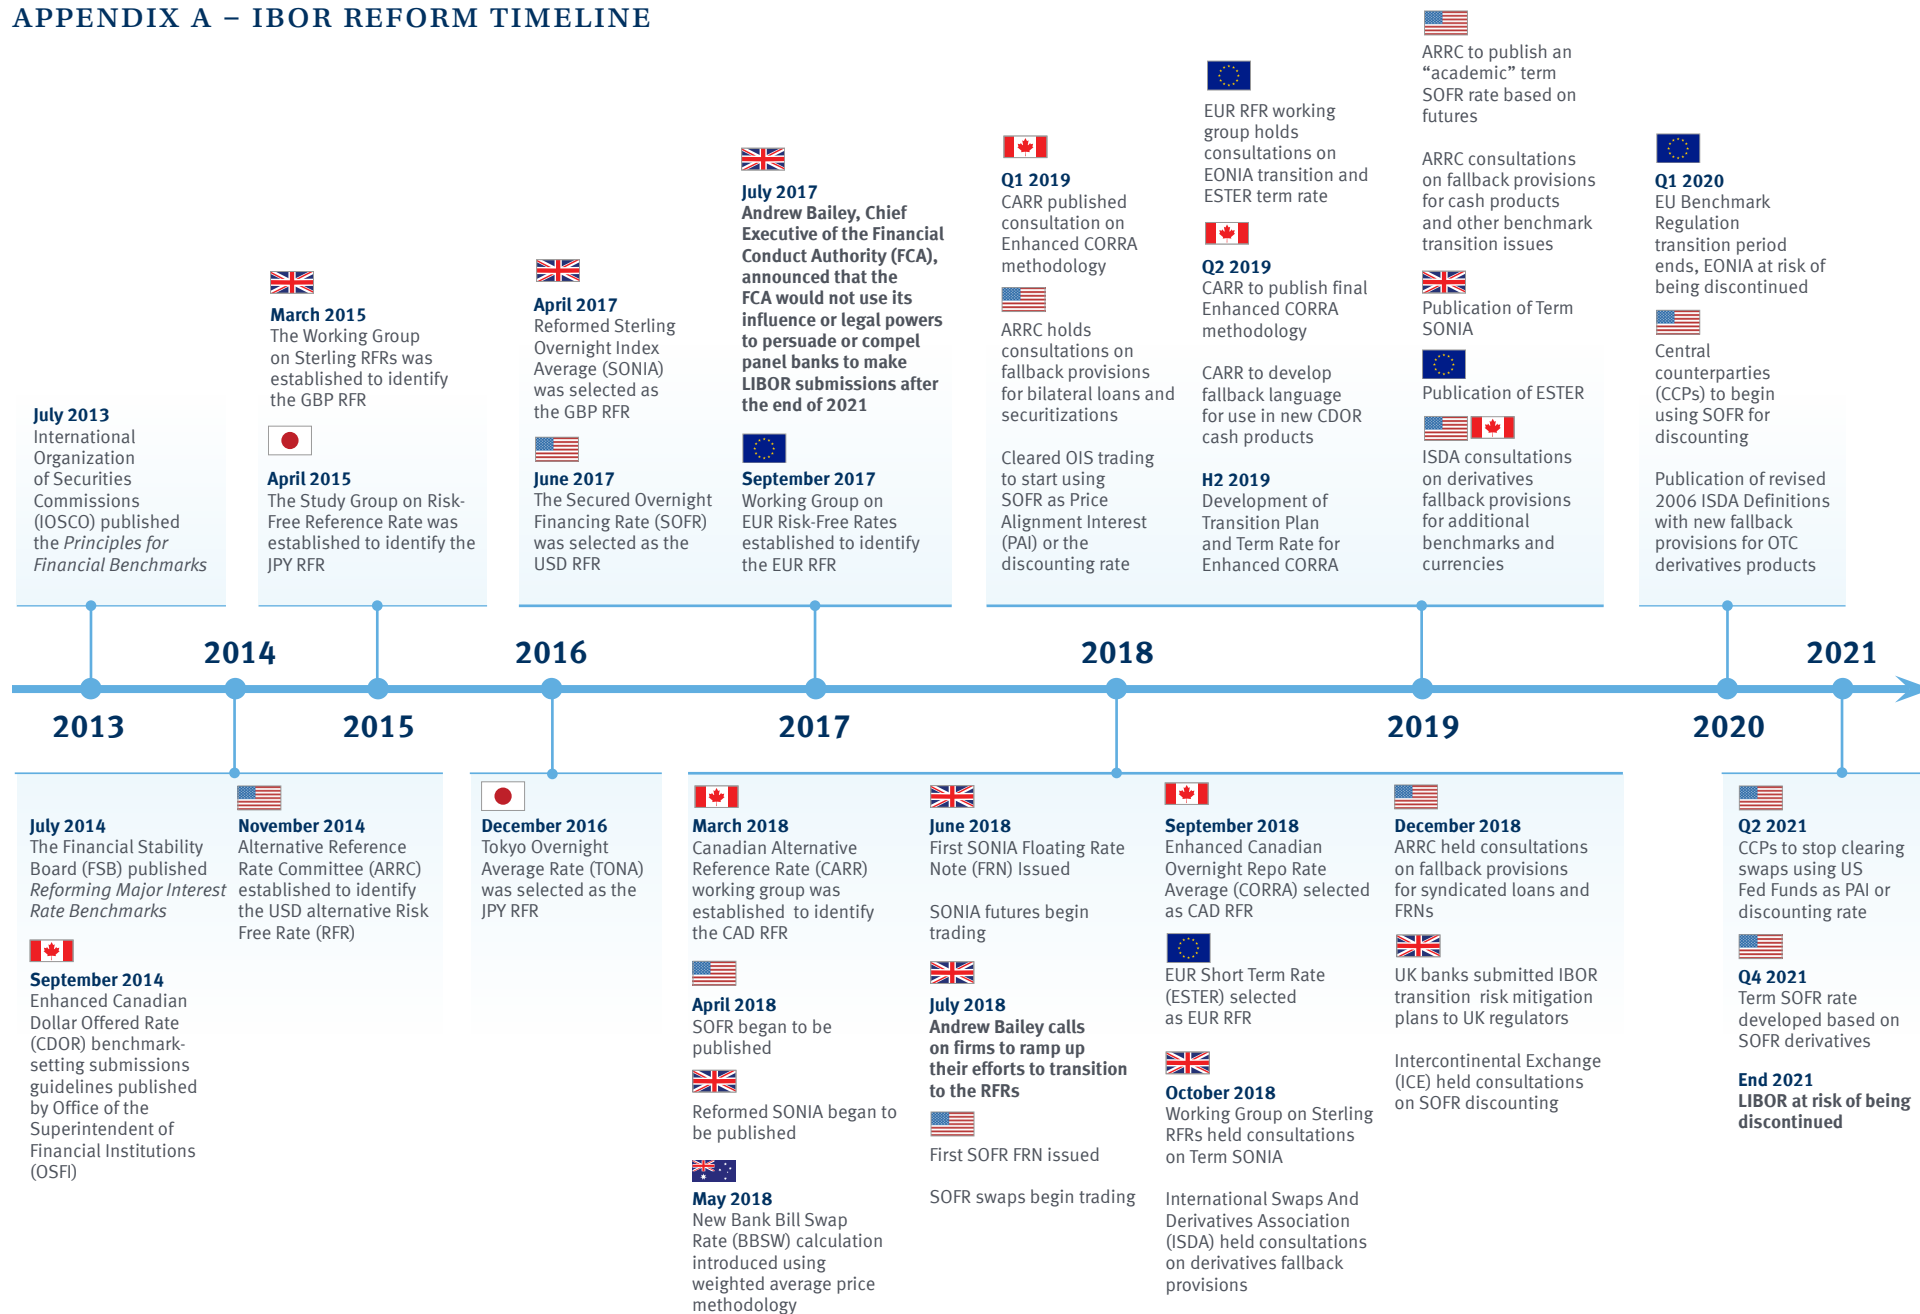 APPENDIX A – IBOR REFORM TIMELINE
July 2013
International
Organization
of Securities
Commissions
(IOSCO) published
the Principles for
Financial Benchmarks
March 2015
The Working Group
on Sterling RFRs was
established to identify
the GBP RFR
April 2015
The Study Group on Risk-
Free Reference Rate was
established to identify the
JPY RFR
April 2017
Reformed Sterling
Overnight Index
Average (SONIA)
was selected as
the GBP RFR
June 2017
The Secured Overnight
Financing Rate (SOFR)
was selected as the
USD RFR
July 2017
Andrew Bailey, Chief
Executive of the Financial
Conduct Authority (FCA),
announced that the
FCA would not use its
influence or legal powers
to persuade or compel
panel banks to make
LIBOR submissions after
the end of 2021
September 2017
Working Group on
EUR Risk-Free Rates
established to identify
the EUR RFR
Q1 2019
CARR published
consultation on
Enhanced CORRA
methodology
ARRC holds
consultations on
fallback provisions
for bilateral loans and
securitizations
Cleared OIS trading
to start using
SOFR as Price
Alignment Interest
(PAI) or the
discounting rate
EUR RFR working
group holds
consultations on
EONIA transition and
ESTER term rate
Q2 2019
CARR to publish final
Enhanced CORRA
methodology
CARR to develop
fallback language
for use in new CDOR
cash products
H2 2019
Development of
Transition Plan
and Term Rate for
Enhanced CORRA
ARRC to publish an
“academic” term
SOFR rate based on
futures
ARRC consultations
on fallback provisions
for cash products
and other benchmark
transition issues
Publication of Term
SONIA
Publication of ESTER
ISDA consultations
on derivatives
fallback provisions
for additional
benchmarks and
currencies
Q1 2020
EU Benchmark
Regulation
transition period
ends, EONIA at risk of
being discontinued
Central
counterparties
(CCPs) to begin
using SOFR for
discounting
Publication of revised
2006 ISDA Definitions
with new fallback
provisions for OTC
derivatives products
2014
2016
2018
2021
2013
2015
2017
2019
2020
July 2014
The Financial Stability
Board (FSB) published
Reforming Major Interest
Rate Benchmarks
September 2014
Enhanced Canadian
Dollar Offered Rate
(CDOR) benchmark-
setting submissions
guidelines published
by Office of the
Superintendent of
Financial Institutions
(OSFI)
November 2014
Alternative Reference
Rate Committee (ARRC)
established to identify
the USD alternative Risk
Free Rate (RFR)
December 2016
Tokyo Overnight
Average Rate (TONA)
was selected as the
JPY RFR
March 2018
Canadian Alternative
Reference Rate (CARR)
working group was
established to identify
the CAD RFR
April 2018
SOFR began to be
published
Reformed SONIA began to
be published
May 2018
New Bank Bill Swap
Rate (BBSW) calculation
introduced using
weighted average price
methodology
June 2018
First SONIA Floating Rate
Note (FRN) Issued
SONIA futures begin
trading
July 2018
Andrew Bailey calls
on firms to ramp up
their efforts to transition
to the RFRs
First SOFR FRN issued
SOFR swaps begin trading
September 2018
Enhanced Canadian
Overnight Repo Rate
Average (CORRA) selected
as CAD RFR
EUR Short Term Rate
(ESTER) selected
as EUR RFR
October 2018
Working Group on Sterling
RFRs held consultations
on Term SONIA
International Swaps And
Derivatives Association
(ISDA) held consultations
on derivatives fallback
provisions
December 2018
ARRC held consultations
on fallback provisions
for syndicated loans and
FRNs
UK banks submitted IBOR
transition risk mitigation
plans to UK regulators
Intercontinental Exchange
(ICE) held consultations
on SOFR discounting
Q2 2021
CCPs to stop clearing
swaps using US
Fed Funds as PAI or
discounting rate
Q4 2021
Term SOFR rate
developed based on
SOFR derivatives
End 2021
LIBOR at risk of being
discontinued